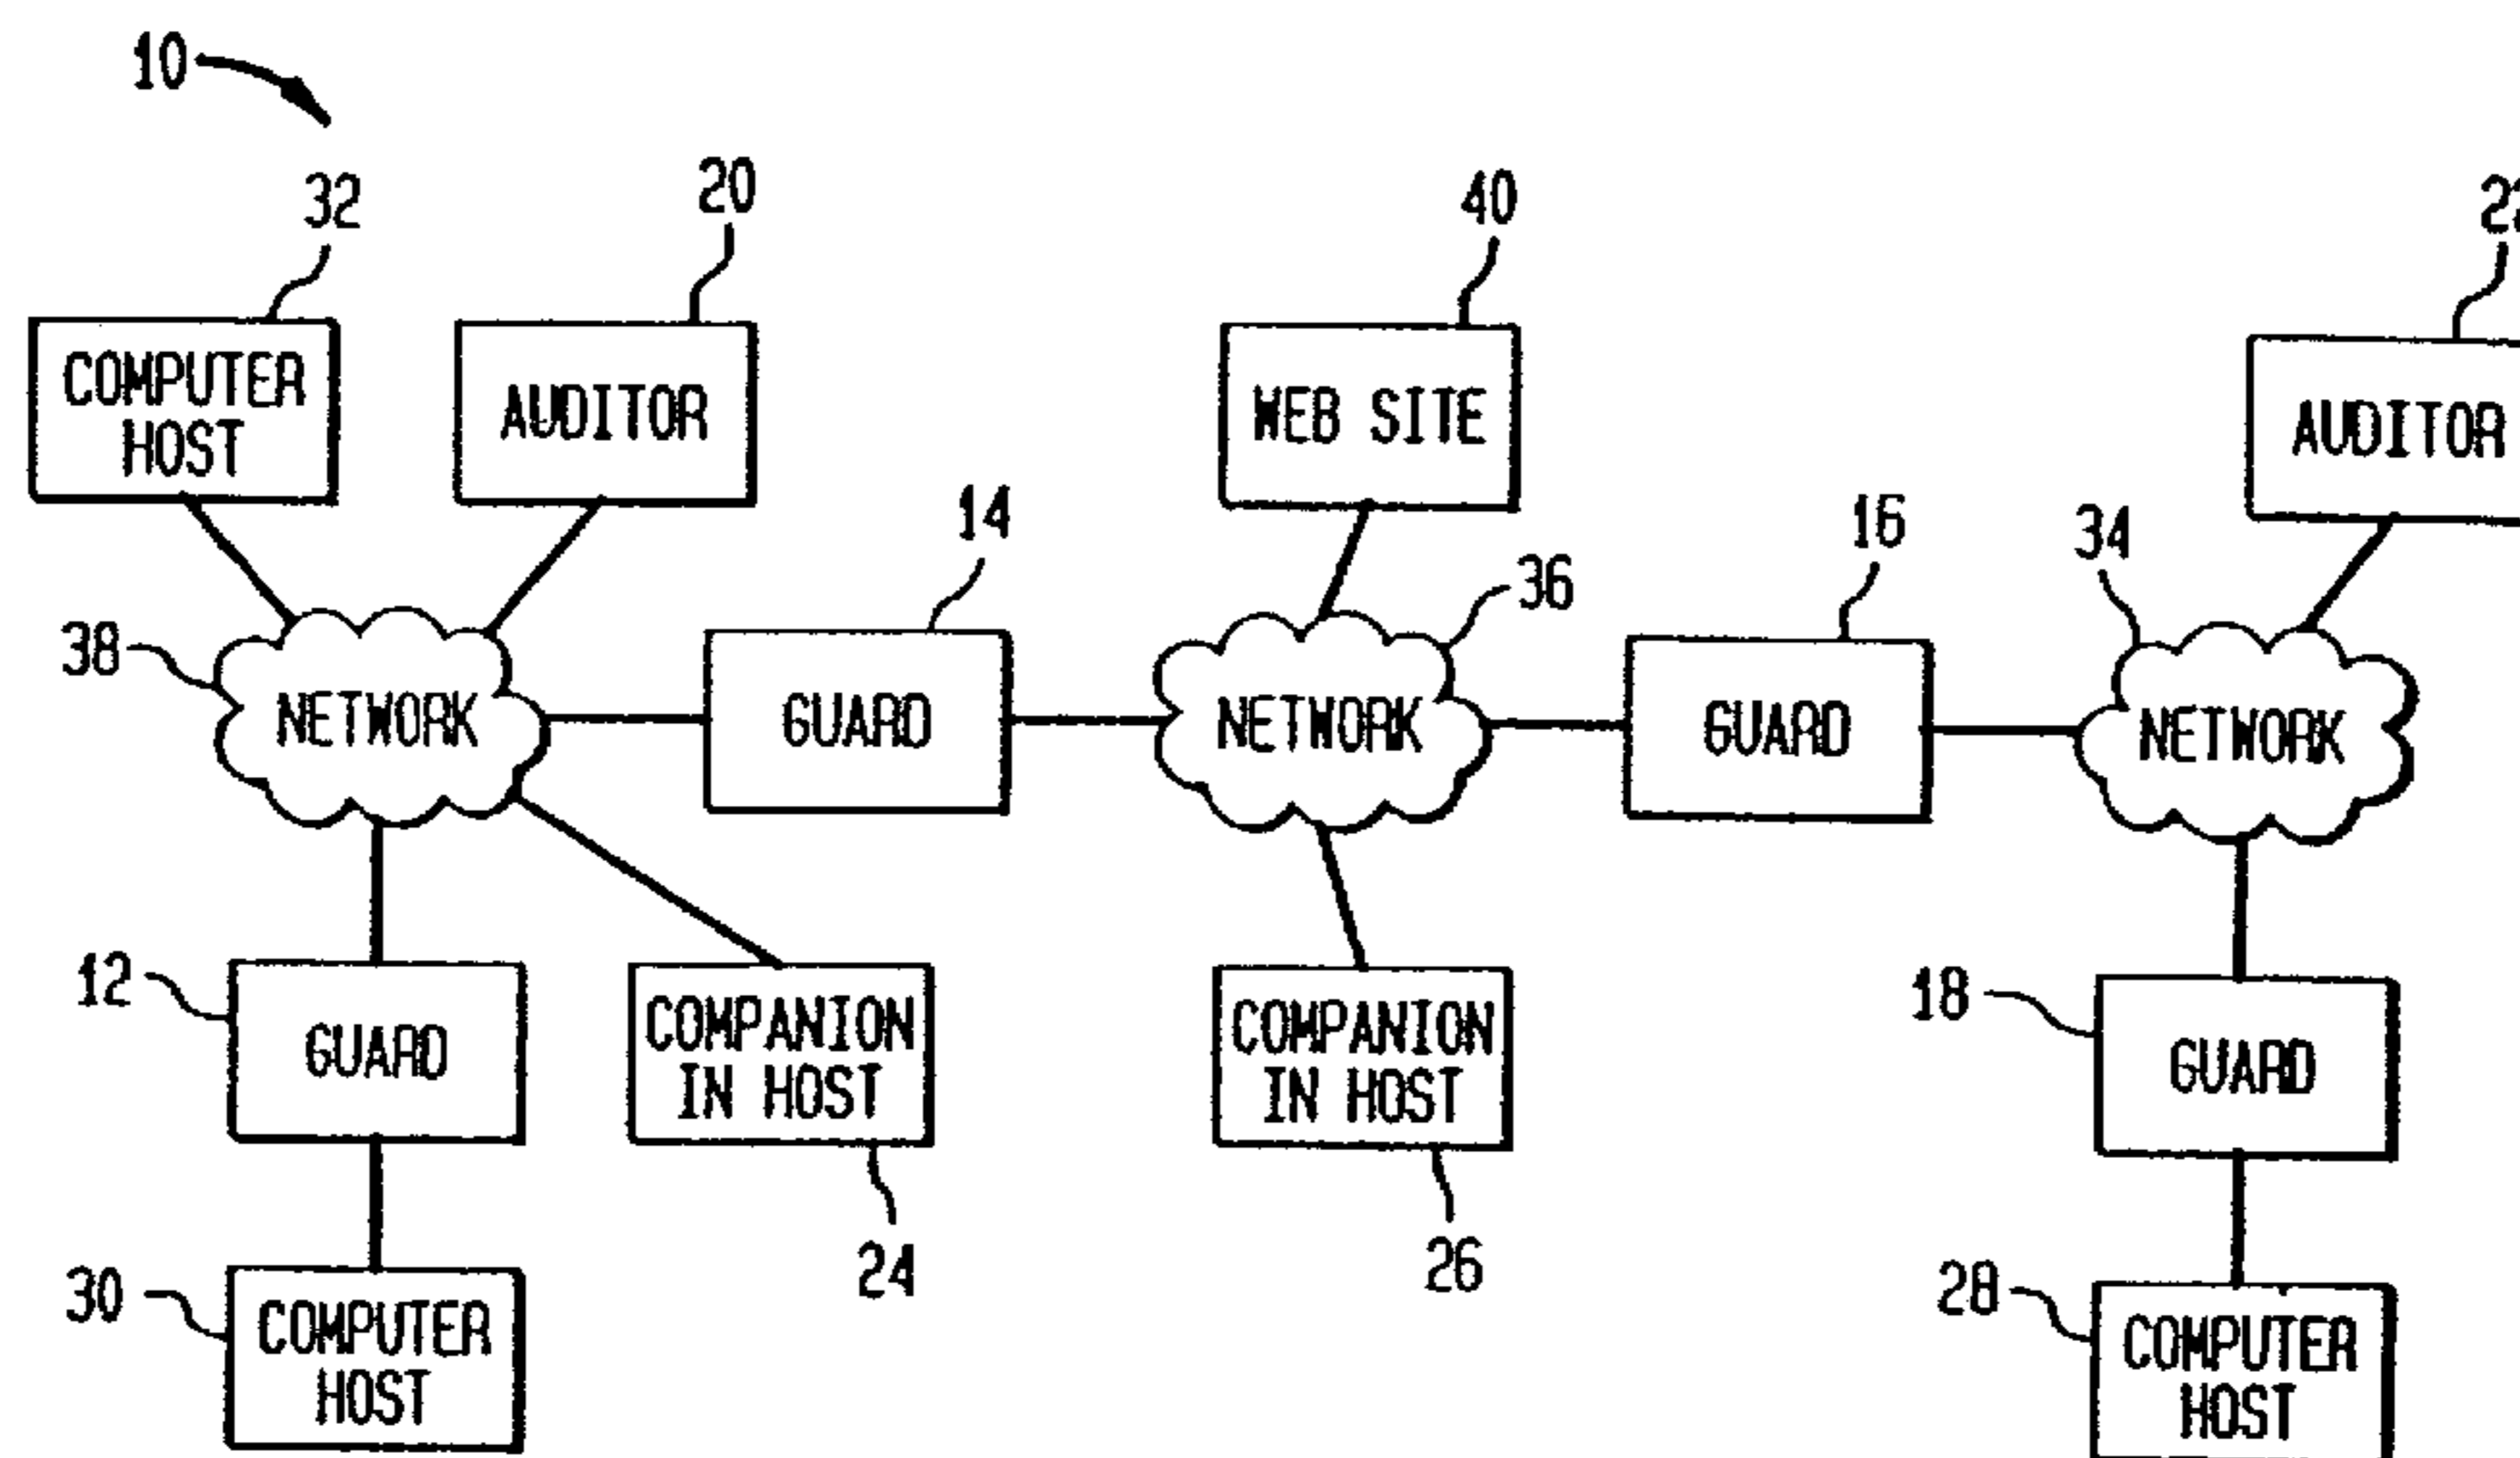 10
32
20
40
COMPUTER
HOST
AUDITOR
WEB SITE
AUDITOR
14
16
34
36
38
NETWORK
GUARD
NETWORK
GUARD
NETWORK
12
GUARD
COMPANION
IN HOST
COMPANION
IN HOST
18
GUARD
24
26
30
COMPUTER
HOST
28
COMPUTER
HOST